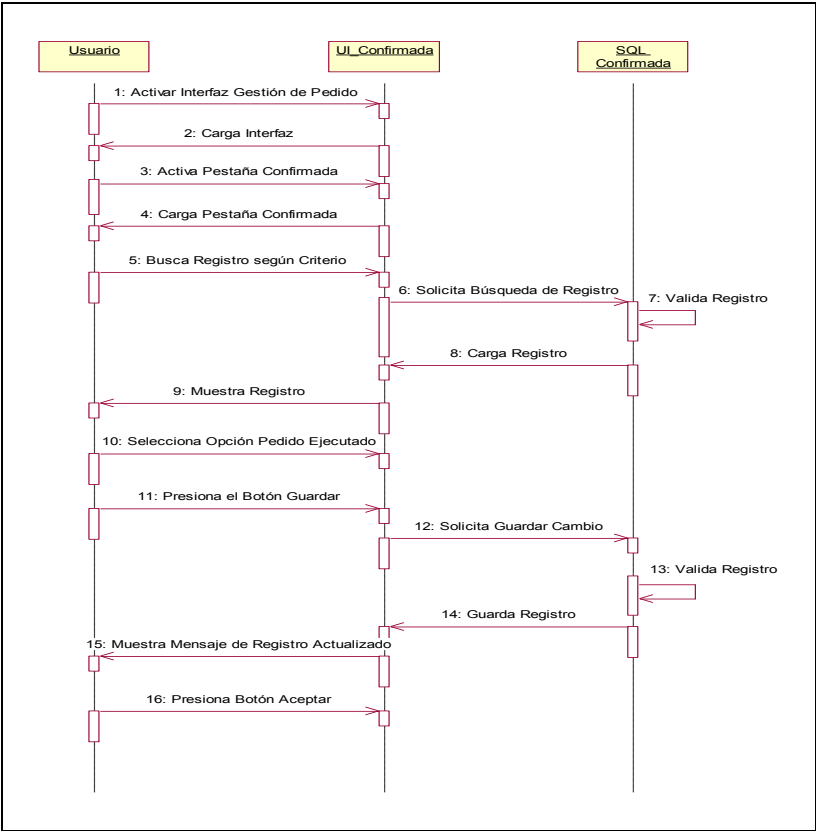 Usuario
UI_Confirmada
SQL_
Confirmada
1: Activar Interfaz Gestión de Pedido
2: Carga Interfaz
3: Activa Pestaña Confirmada
4: Carga Pestaña Confirmada
5: Busca Registro según Criterio
6: Solicita Búsqueda de Registro
7: Valida Registro
8: Carga Registro
9: Muestra Registro
10: Selecciona Opción Pedido Ejecutado
11: Presiona el Botón Guardar
12: Solicita Guardar Cambio
13: Valida Registro
14: Guarda Registro
15: Muestra Mensaje de Registro Actualizado
16: Presiona Botón Aceptar